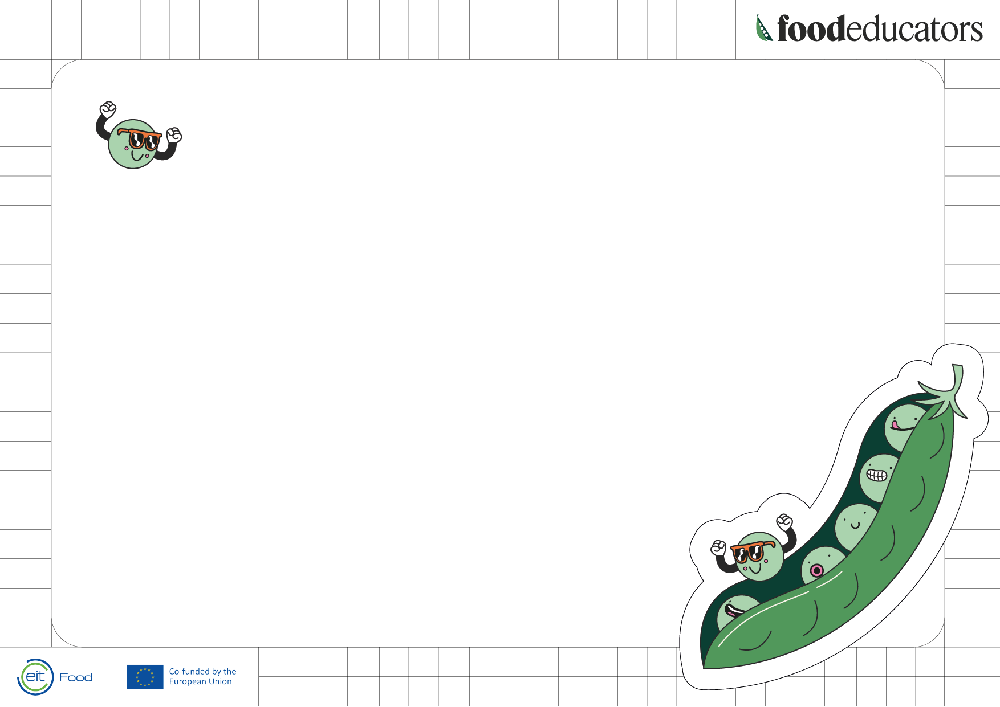 foodeducators
eit Food
Co-funded by the
European Union